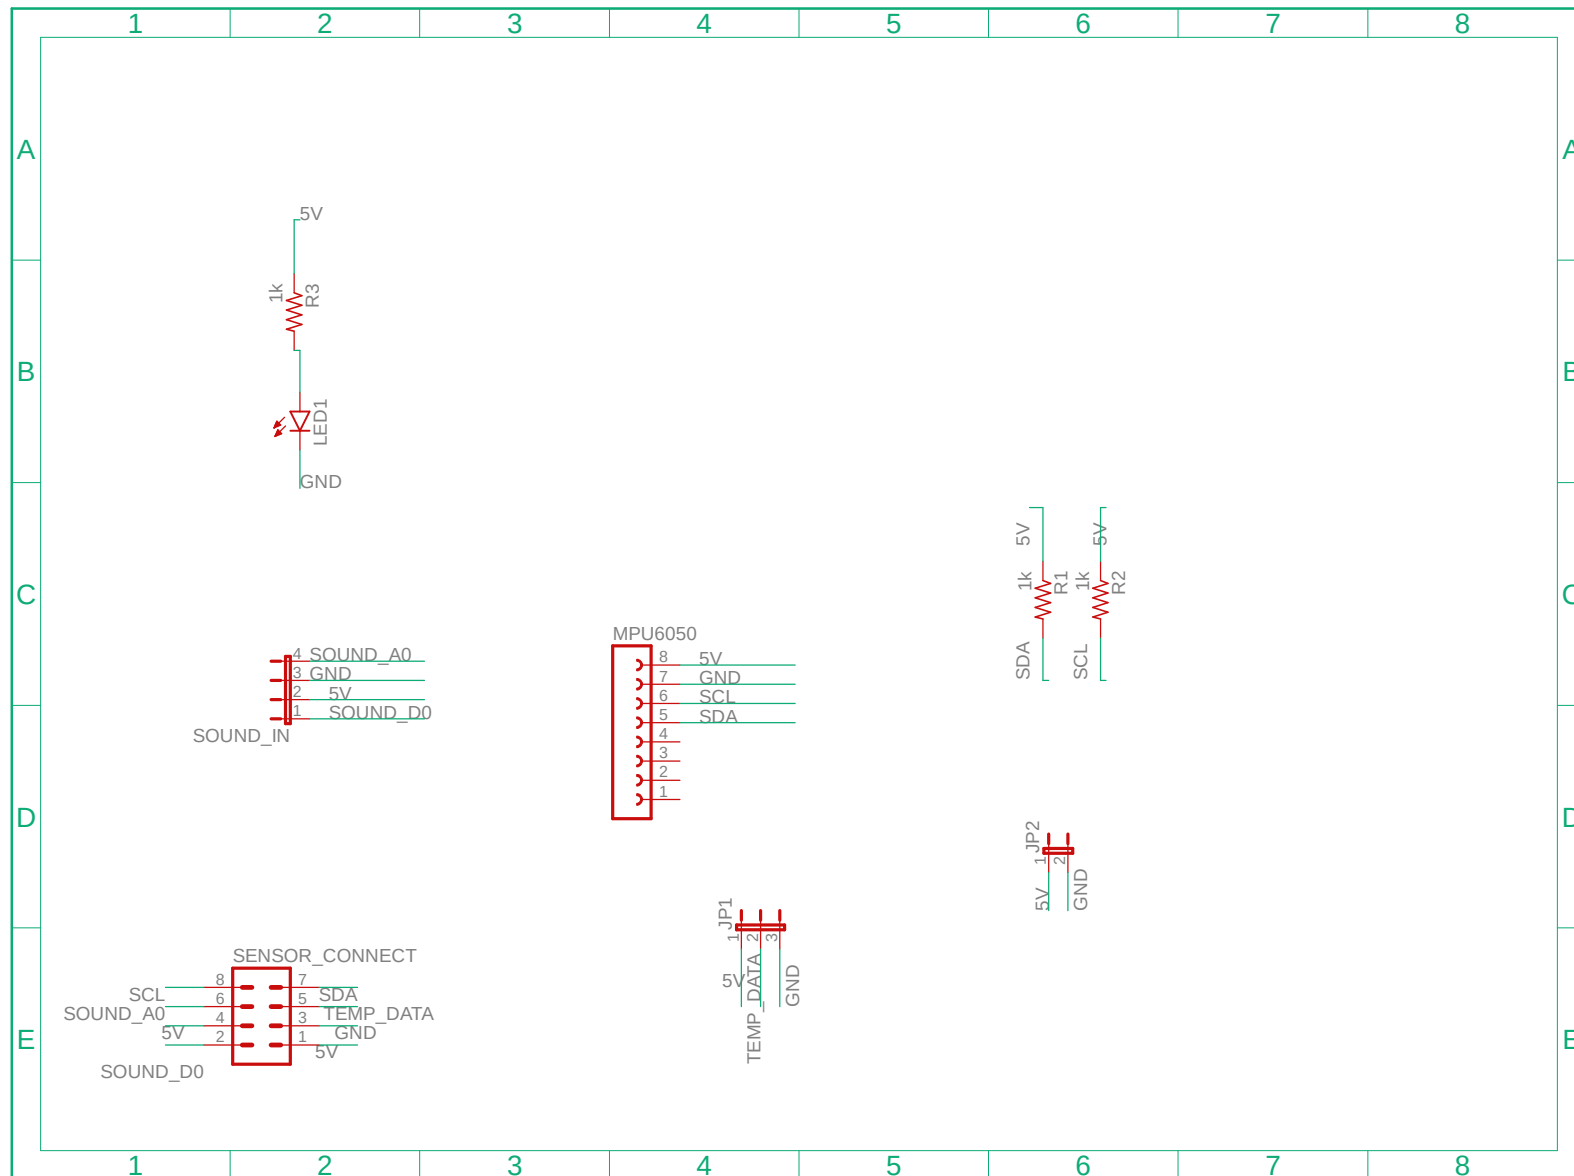 1 2 3 4 5 6 7 8
A A
5V
1k R3
B B
LED1
GND
5V 5V
C C
1k R1 1k R2
SDA SCL
MPU6050
8 5V
7 GND
6 SCL
5 SDA
4
3
2
1
4 SOUND_A0
3 GND
2 5V
1 SOUND_D0
SOUND_IN
D D
JP2
1 2
5V GND
JP1
1 2 3
5V TEMP_DATA GND
SENSOR_CONNECT
8 7
SCL SDA
6 5
SOUND_A0 TEMP_DATA
4 3
5V GND
2 1
5V
SOUND_D0
E E
1 2 3 4 5 6 7 8